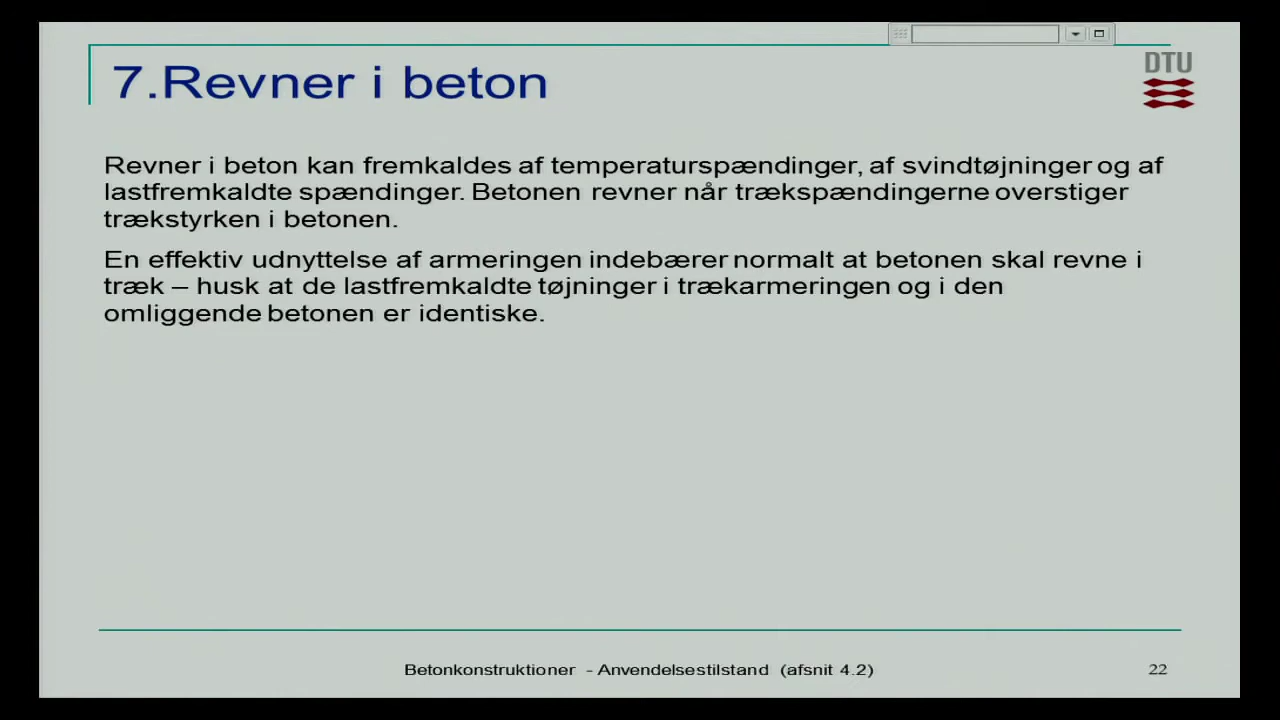 DTU
7.Revner i beton
Revner i beton kan fremkaldes af temperaturspændinger, af svindtøjninger og af
lastfremkaldte spændinger. Betonen revner når trækspændingerne overstiger
trækstyrken i betonen.
En effektiv udnyttelse af armeringen indebærer normalt at betonen skal revne i
træk – husk at de lastfremkaldte tøjninger i trækarmeringen og i den
omliggende betonen er identiske.
Betonkonstruktioner - Anvendelsestilstand (afsnit 4.2)
22